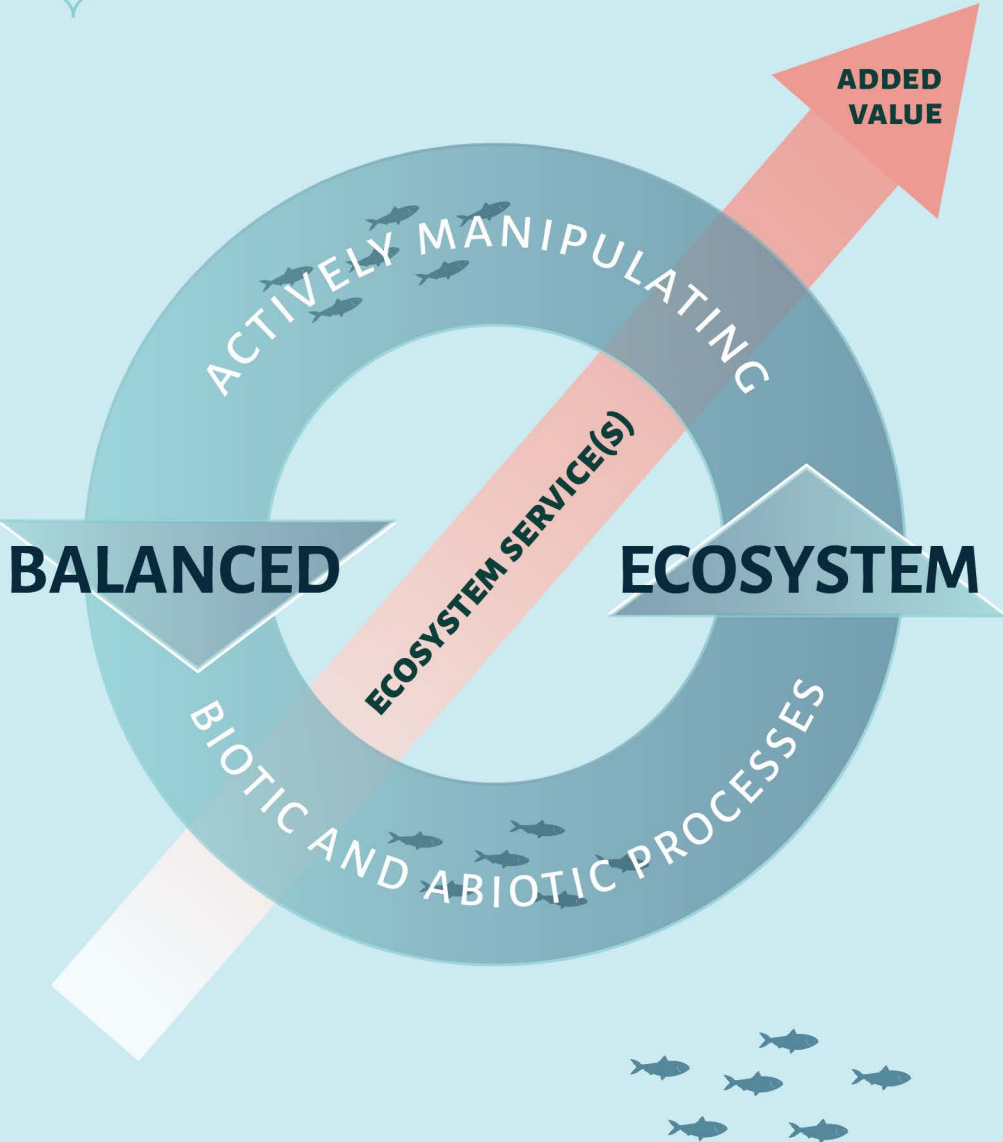 ADDED
VALUE
ACTIVELY MANIPULATING
ECOSYSTEM SERVICE(S)
BALANCED
ECOSYSTEM
BIOTIC AND ABIOTIC PROCESSES